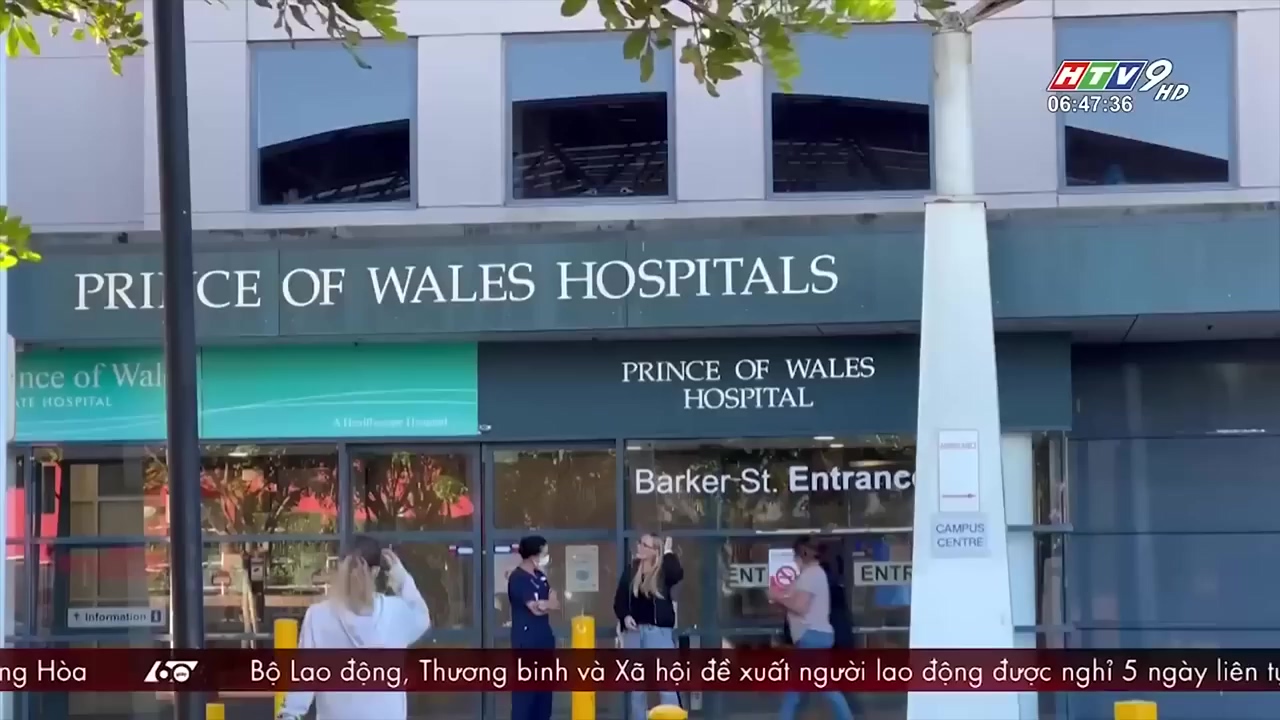 HTV9 HD
06:47:36
PRINCE OF WALES HOSPITALS
nce of Wal
ATE HOSPITAL
PRINCE OF WALES
HOSPITAL
Barker St. Entrance
CAMPUS
CENTRE
ENT
ENTR
Information i
ng Hòa
60 Bộ Lao động, Thương binh và Xã hội đề xuất người lao động được nghỉ 5 ngày liên tụ